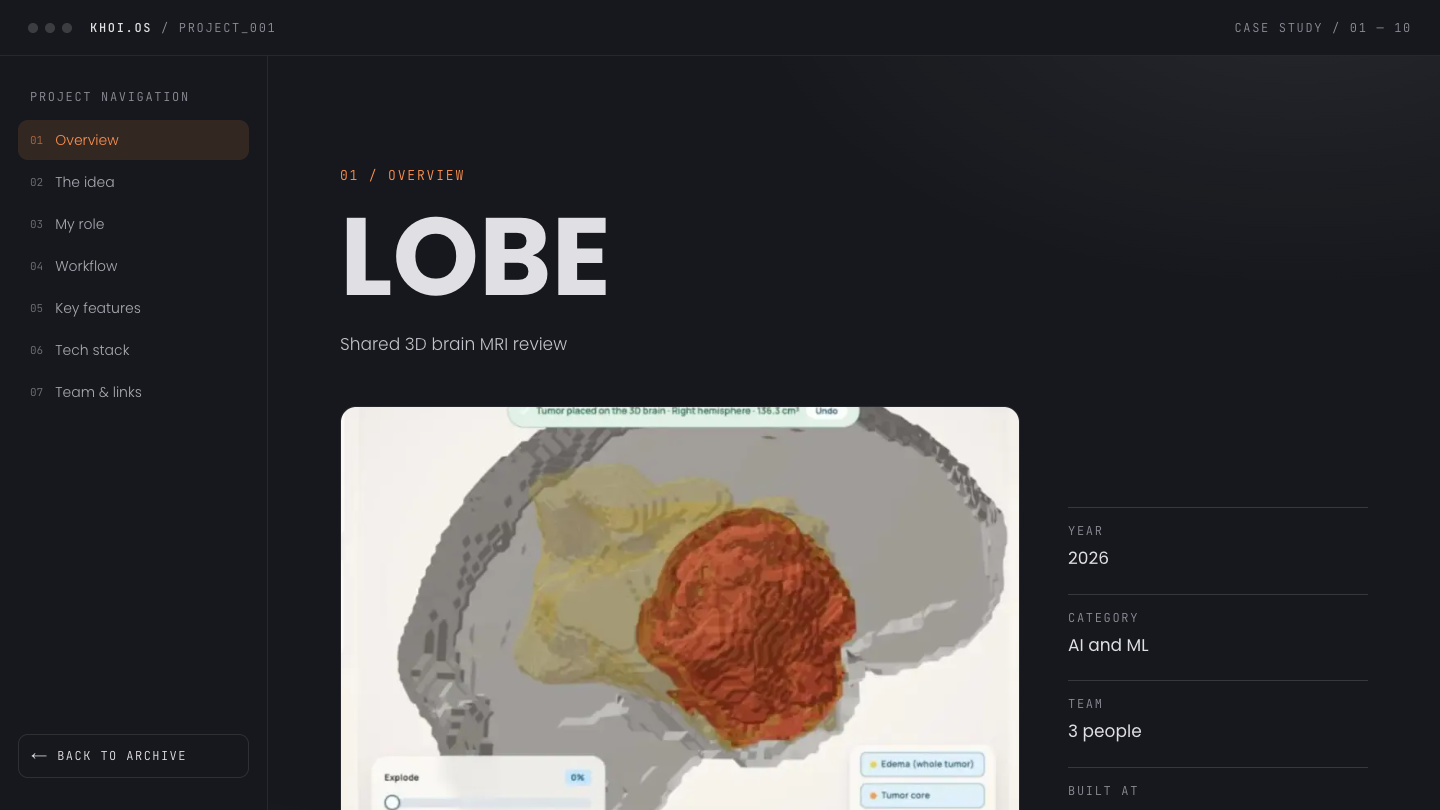 KHOI.OS / PROJECT_001
CASE STUDY / 01 — 10
PROJECT NAVIGATION
01 Overview
02 The idea
03 My role
04 Workflow
05 Key features
06 Tech stack
07 Team & links
← BACK TO ARCHIVE
01 / OVERVIEW
LOBE
Shared 3D brain MRI review
Tumor placed on the 3D brain · Right hemisphere · 136.3 cm³ Undo
Explode 0%
Edema (whole tumor)
Tumor core
YEAR
2026
CATEGORY
AI and ML
TEAM
3 people
BUILT AT